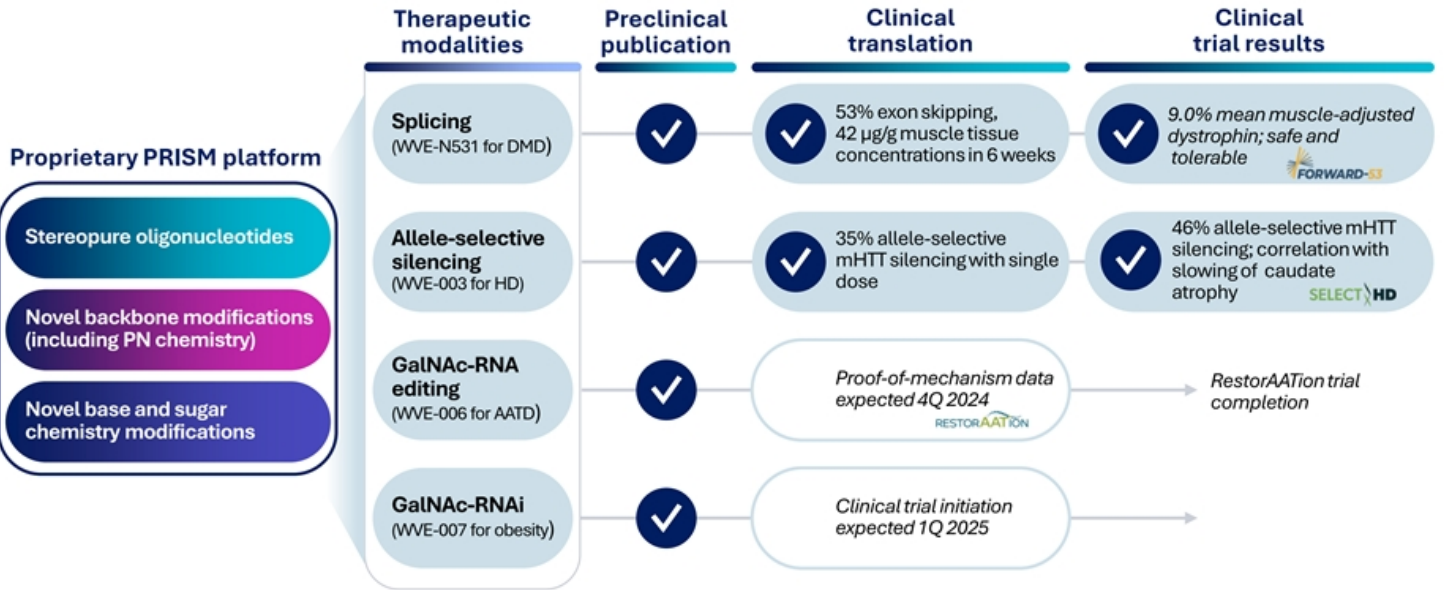 Therapeutic
modalities
Preclinical
publication
Clinical
translation
Clinical
trial results
Proprietary PRISM platform
Stereopure oligonucleotides
Novel backbone modifications
(including PN chemistry)
Novel base and sugar
chemistry modifications
Splicing
(WVE-N531 for DMD)
53% exon skipping,
42 µg/g muscle tissue
concentrations in 6 weeks
9.0% mean muscle-adjusted
dystrophin; safe and
tolerable
FORWARD-53
Allele-selective
silencing
(WVE-003 for HD)
35% allele-selective
mHTT silencing with single
dose
46% allele-selective mHTT
silencing; correlation with
slowing of caudate
atrophy
SELECT HD
GalNAc-RNA
editing
(WVE-006 for AATD)
Proof-of-mechanism data
expected 4Q 2024
RESTORAATION
RestorAATion trial
completion
GalNAc-RNAi
(WVE-007 for obesity)
Clinical trial initiation
expected 1Q 2025